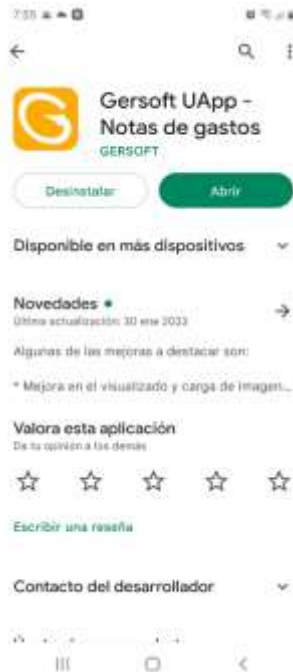 7:55
Gersoft UApp -
Notas de gastos
GERSOFT
Desinstalar
Abrir
Disponible en más dispositivos
Novedades
Última actualización: 30 ene 2023
Algunas de las mejoras a destacar son:
* Mejora en el visualizado y carga de imagen...
Valora esta aplicación
Da tu opinión a los demás
Escribir una reseña
Contacto del desarrollador